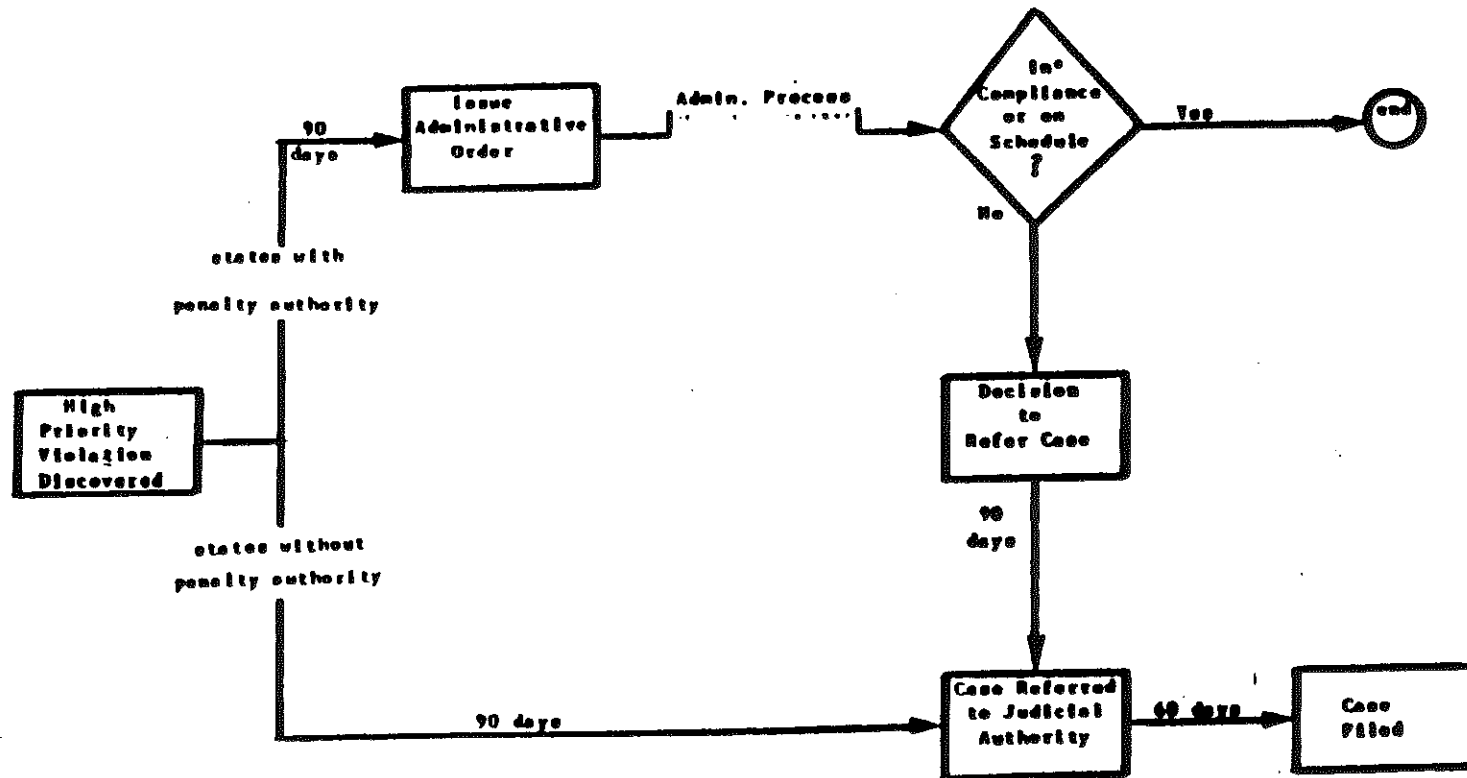 Issue
Administrative
Order
90
days
Admin. Process
In*
Compliance
or on
Schedule
?
Yes
end
No
states with
penalty authority
High
Priority
Violation
Discovered
Decision
to
Refer Case
90
days
states without
penalty authority
90 days
Case Referred
to Judicial
Authority
60 days
Case
Filed